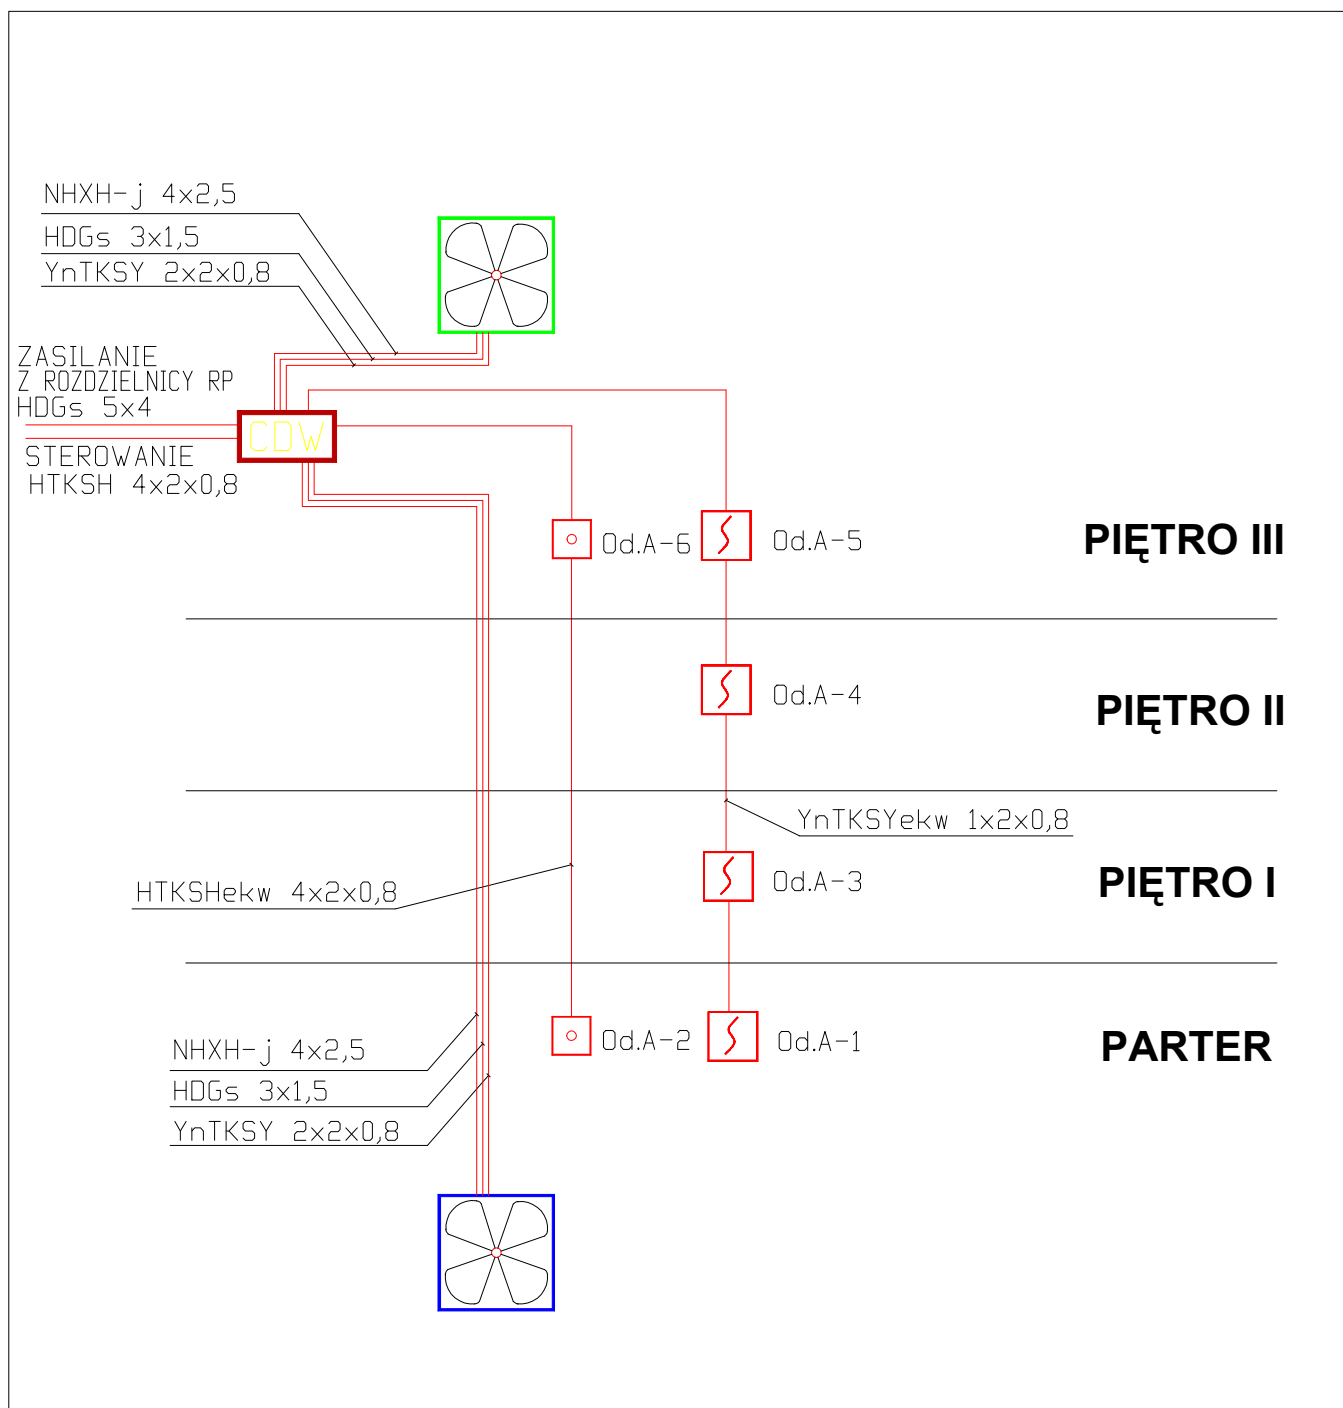 NHXH-j 4x2,5
HDGs 3x1,5
YnTKSY 2x2x0,8
ZASILANIE
Z ROZDZIELNICY RP
HDGs 5x4
CDW
STEROWANIE
HTKSH 4x2x0,8
Od.A-6
Od.A-5
PIĘTRO III
Od.A-4
PIĘTRO II
YnTKSYekw 1x2x0,8
HTKSHekw 4x2x0,8
Od.A-3
PIĘTRO I
NHXH-j 4x2,5
HDGs 3x1,5
YnTKSY 2x2x0,8
Od.A-2
Od.A-1
PARTER